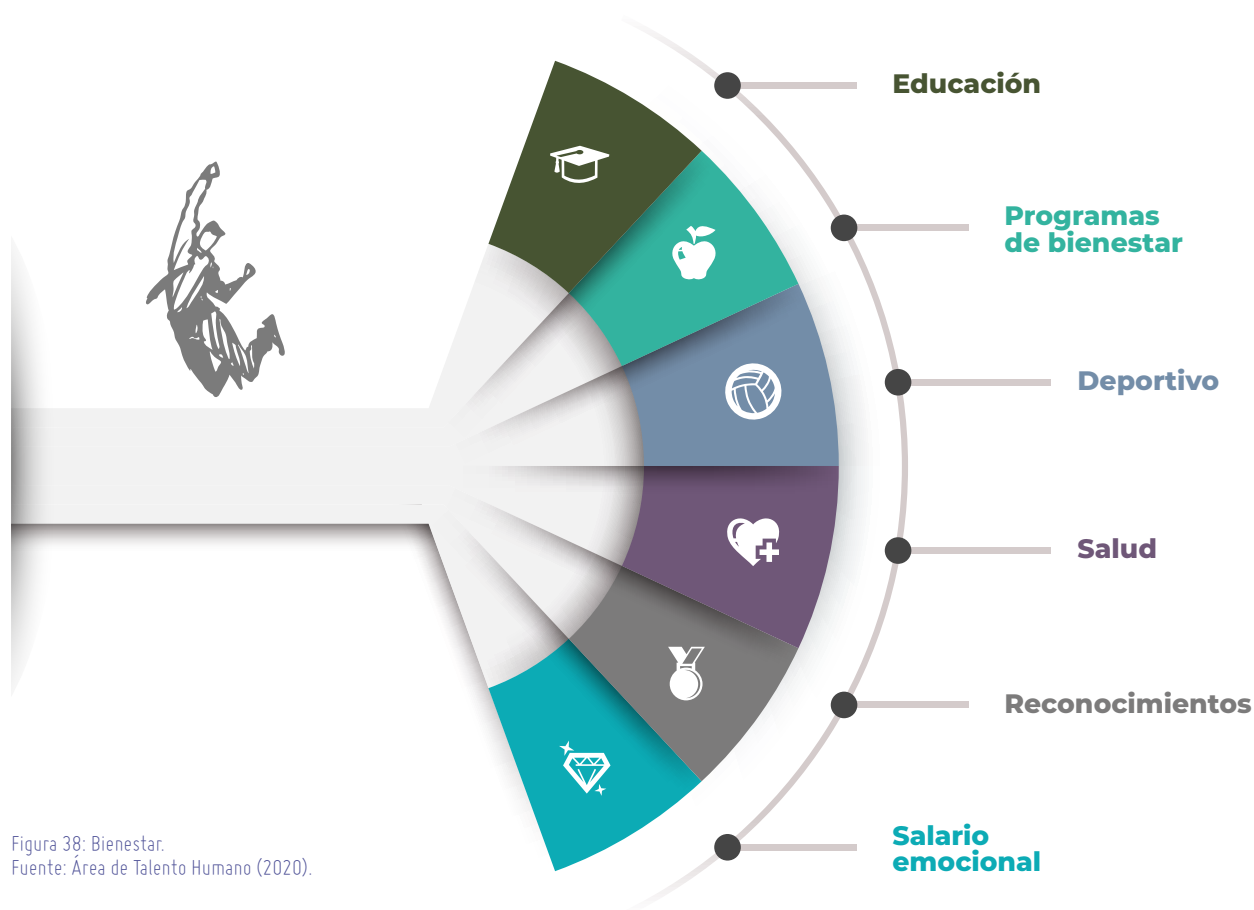 Educación
Programas
de bienestar
Deportivo
Salud
Reconocimientos
Salario
emocional
Figura 38: Bienestar.
Fuente: Área de Talento Humano (2020).